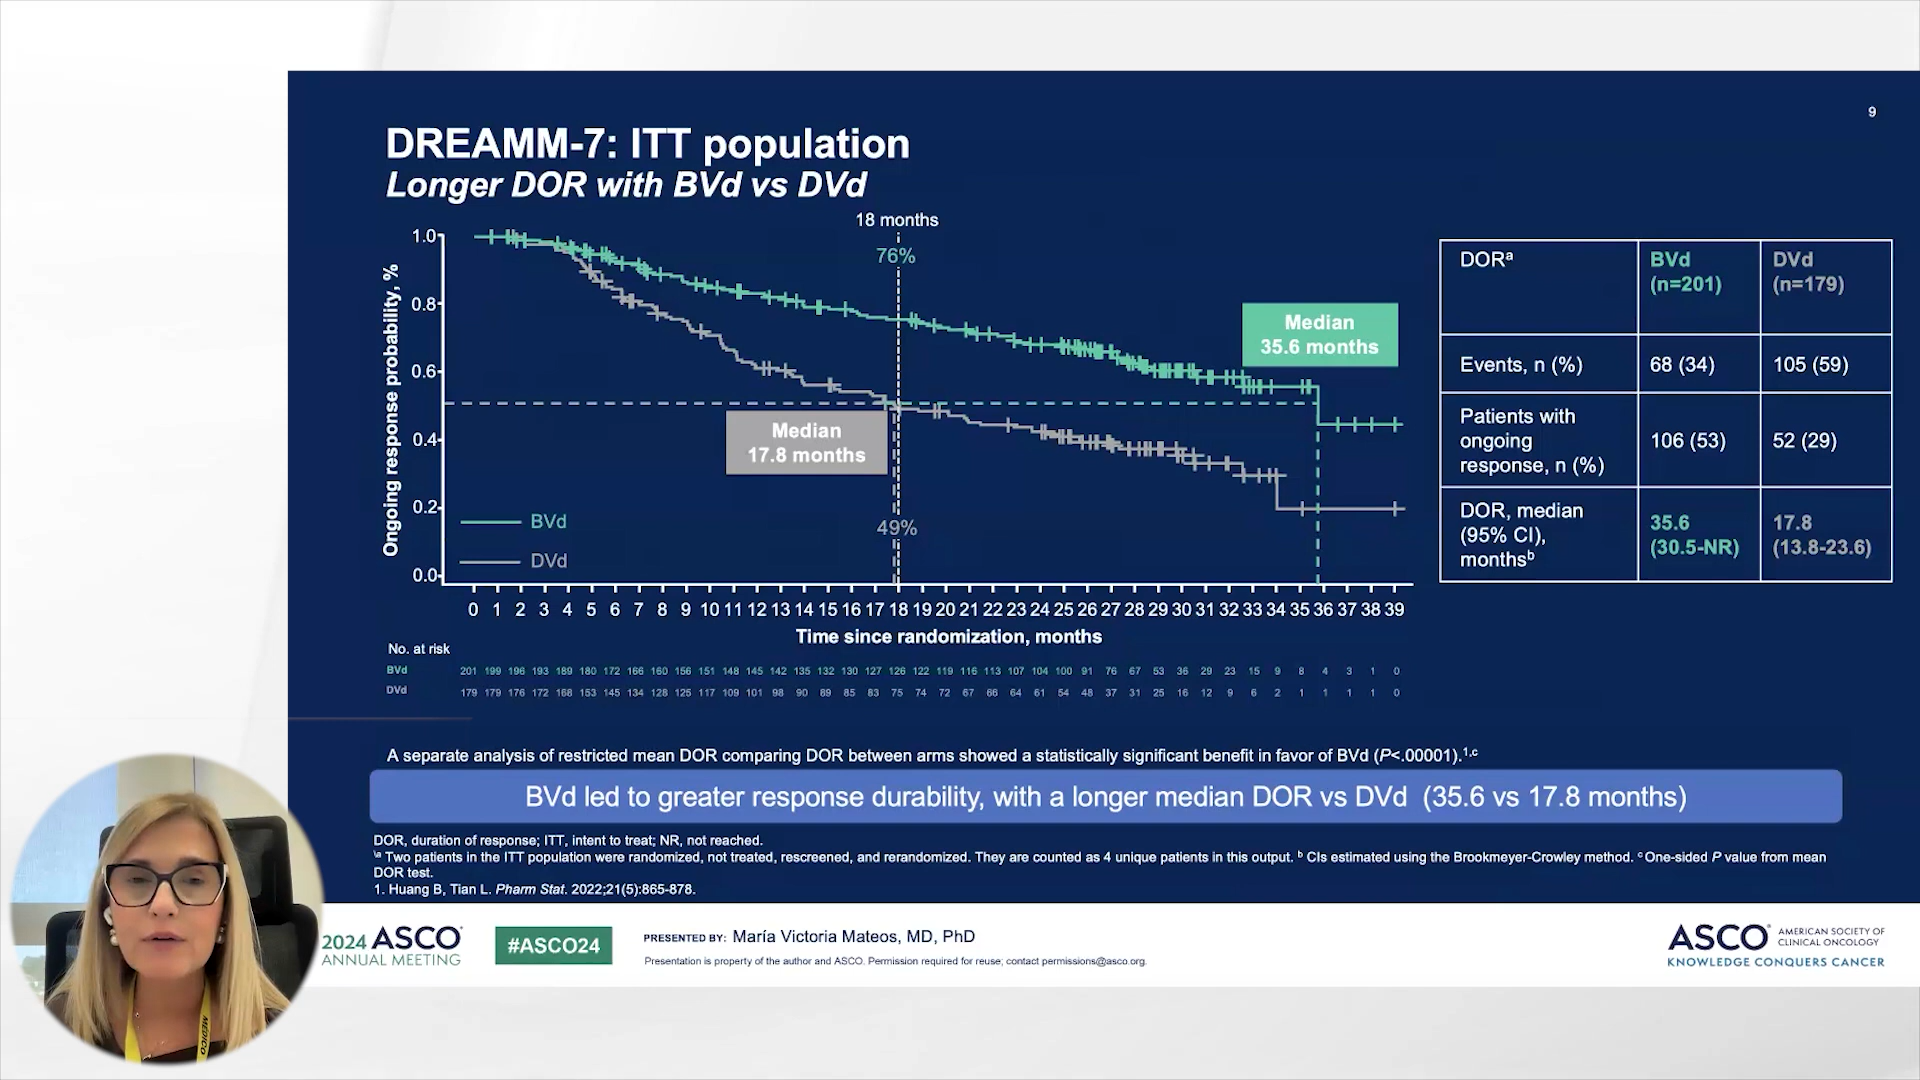 9
DREAMM-7: ITT population
Longer DOR with BVd vs DVd
18 months
76%
Median
35.6 months
Median
17.8 months
49%
BVd
DVd
Ongoing response probability, %
1.0
0.8
0.6
0.4
0.2
0.0
0 1 2 3 4 5 6 7 8 9 10 11 12 13 14 15 16 17 18 19 20 21 22 23 24 25 26 27 28 29 30 31 32 33 34 35 36 37 38 39
Time since randomization, months
No. at risk
BVd 201 199 196 193 189 180 172 166 160 156 151 148 145 142 135 132 130 127 126 122 119 116 113 107 104 100 91 76 67 53 36 29 23 15 9 8 4 3 1 0
DVd 179 179 176 172 168 153 145 134 128 125 117 109 101 98 90 89 85 83 75 74 72 67 66 64 61 54 48 37 31 25 16 12 9 6 2 1 1 1 1 0
DORᵃ
BVd
(n=201)
DVd
(n=179)
Events, n (%)
68 (34)
105 (59)
Patients with
ongoing
response, n (%)
106 (53)
52 (29)
DOR, median
(95% CI),
monthsᵇ
35.6
(30.5-NR)
17.8
(13.8-23.6)
A separate analysis of restricted mean DOR comparing DOR between arms showed a statistically significant benefit in favor of BVd (P<.00001).¹,ᶜ
BVd led to greater response durability, with a longer median DOR vs DVd (35.6 vs 17.8 months)
DOR, duration of response; ITT, intent to treat; NR, not reached.
\ᵃ Two patients in the ITT population were randomized, not treated, rescreened, and rerandomized. They are counted as 4 unique patients in this output. ᵇ CIs estimated using the Brookmeyer-Crowley method. ᶜ One-sided P value from mean
DOR test.
1. Huang B, Tian L. Pharm Stat. 2022;21(5):865-878.
2024 ASCO
ANNUAL MEETING
#ASCO24
PRESENTED BY: María Victoria Mateos, MD, PhD
Presentation is property of the author and ASCO. Permission required for reuse; contact permissions@asco.org.
ASCO AMERICAN SOCIETY OF
CLINICAL ONCOLOGY
KNOWLEDGE CONQUERS CANCER
MEDICO